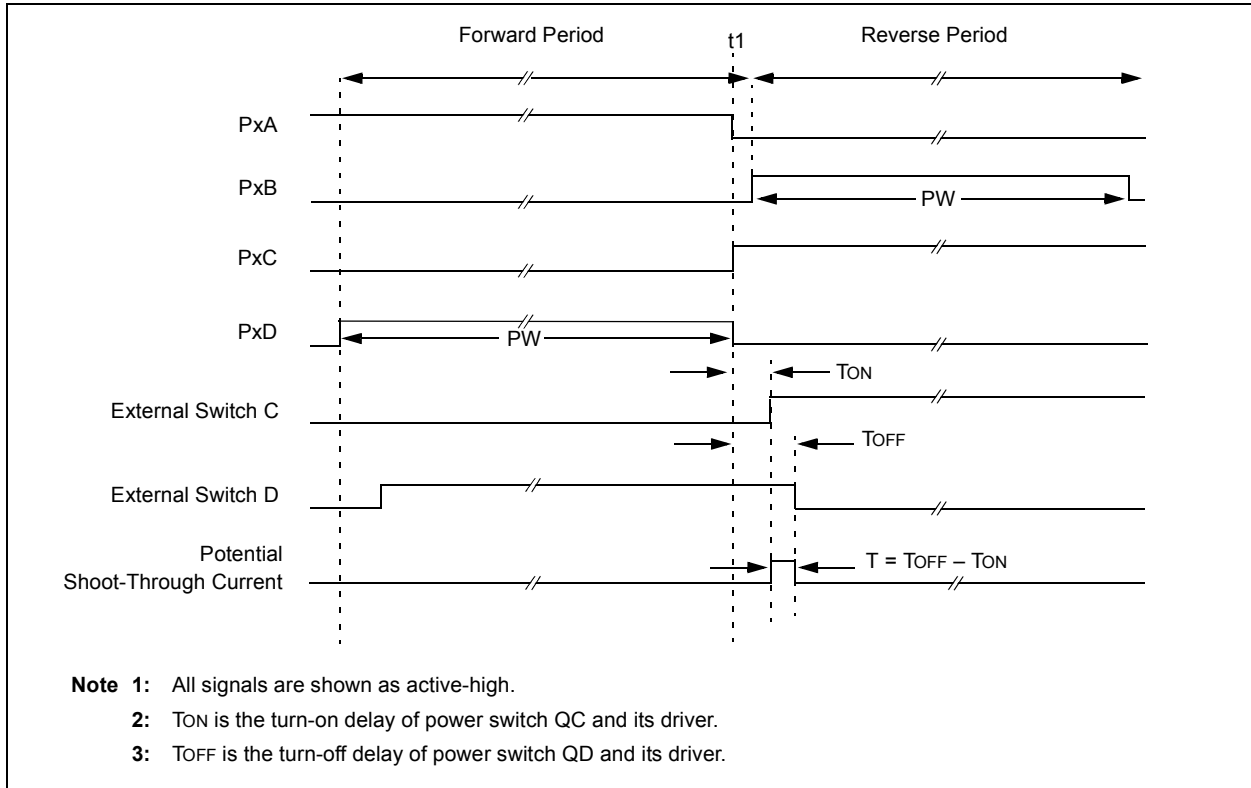 Forward Period
t1
Reverse Period
PxA
PxB
PW
PxC
PxD
PW
TON
External Switch C
TOFF
External Switch D
Potential
Shoot-Through Current
T = TOFF – TON
Note 1: All signals are shown as active-high.
2: TON is the turn-on delay of power switch QC and its driver.
3: TOFF is the turn-off delay of power switch QD and its driver.